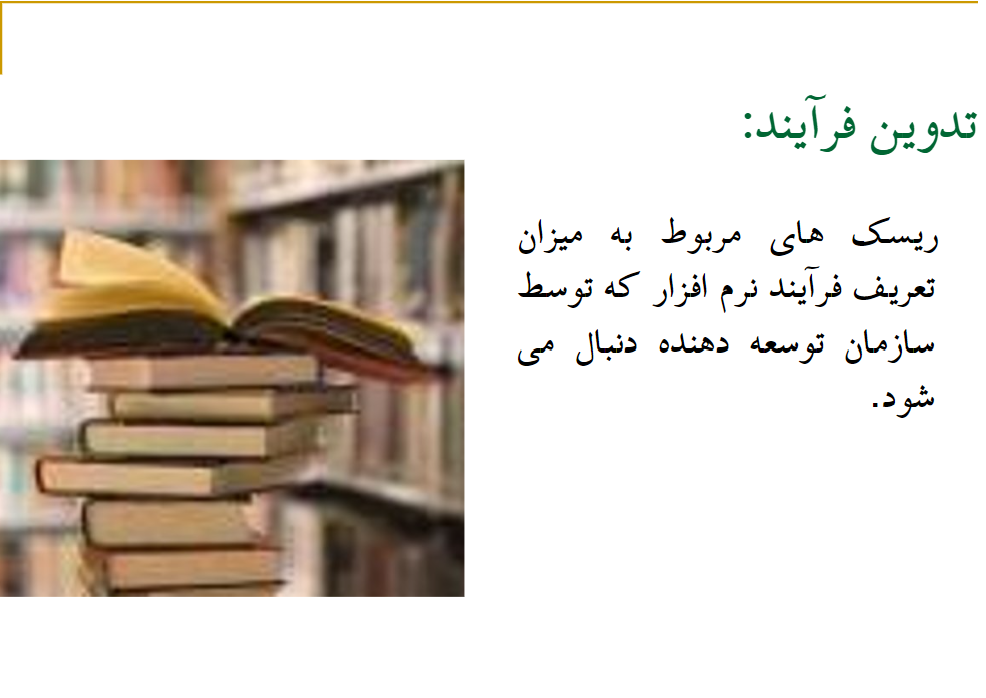 تدوین فرآیند:
ریسک های مربوط به میزان
تعریف فرآیند نرم افزار که توسط
سازمان توسعه دهنده دنبال می
شود.